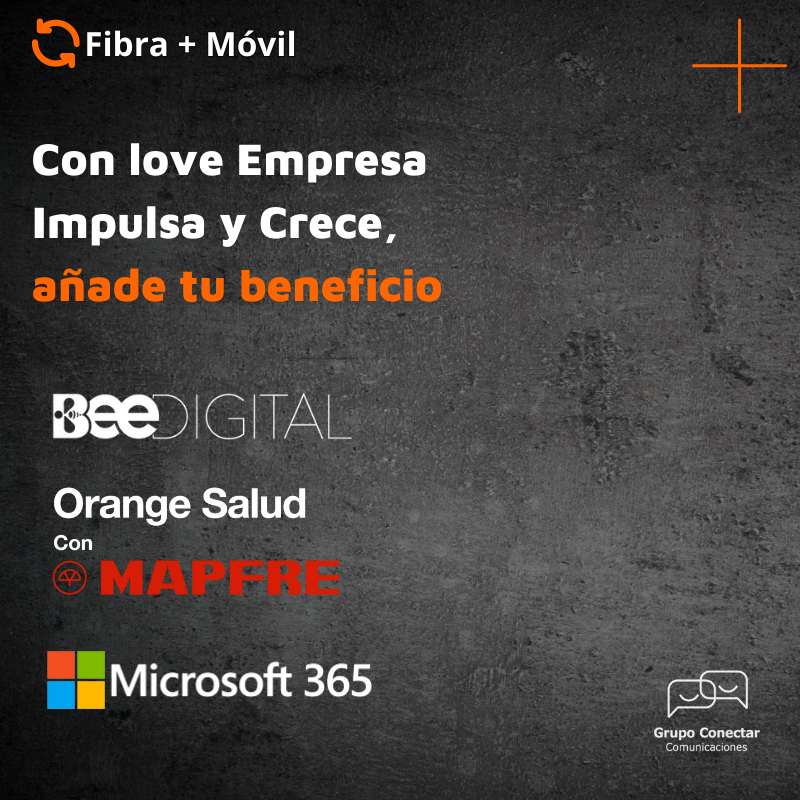 Fibra + Móvil
Con love Empresa
Impulsa y Crece,
añade tu beneficio
BeeDIGITAL
Orange Salud
Con
MAPFRE
Microsoft 365
Grupo Conectar
Comunicaciones